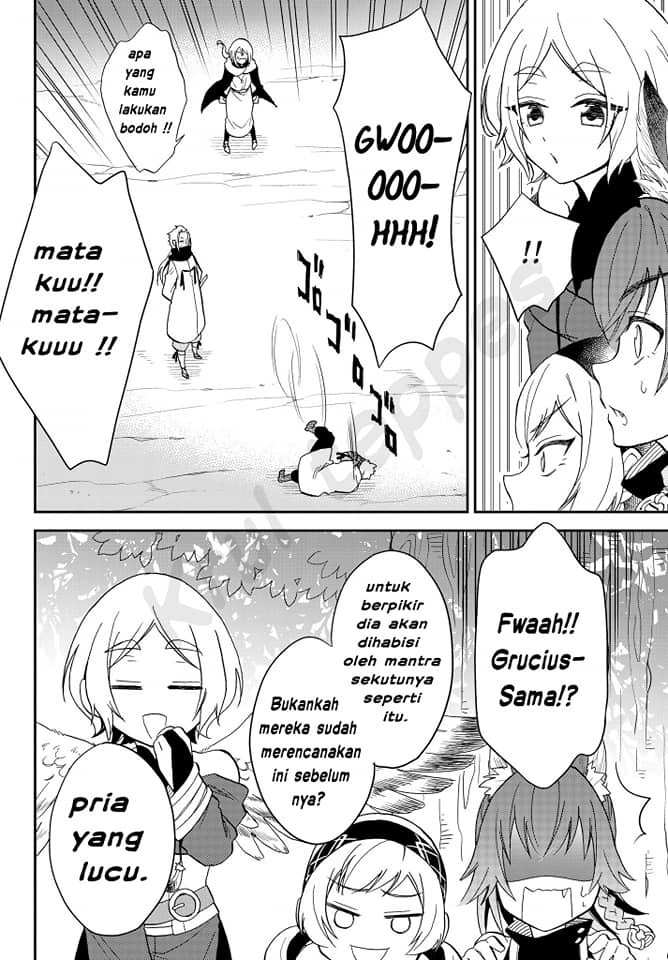 !!
GWOO-
OOO-
HHH!
apa
yang
kamu
lakukan
bodoh !!
mata
kuu!!
mata-
kuuu !!
ゴロゴロ
Fwaah!!
Grucius-
Sama!?
untuk
berpikir
dia akan
dihabisi
oleh mantra
sekutunya
seperti
itu.
Bukankah
mereka sudah
merencanakan
ini sebelum
nya?
pria
yang
lucu.